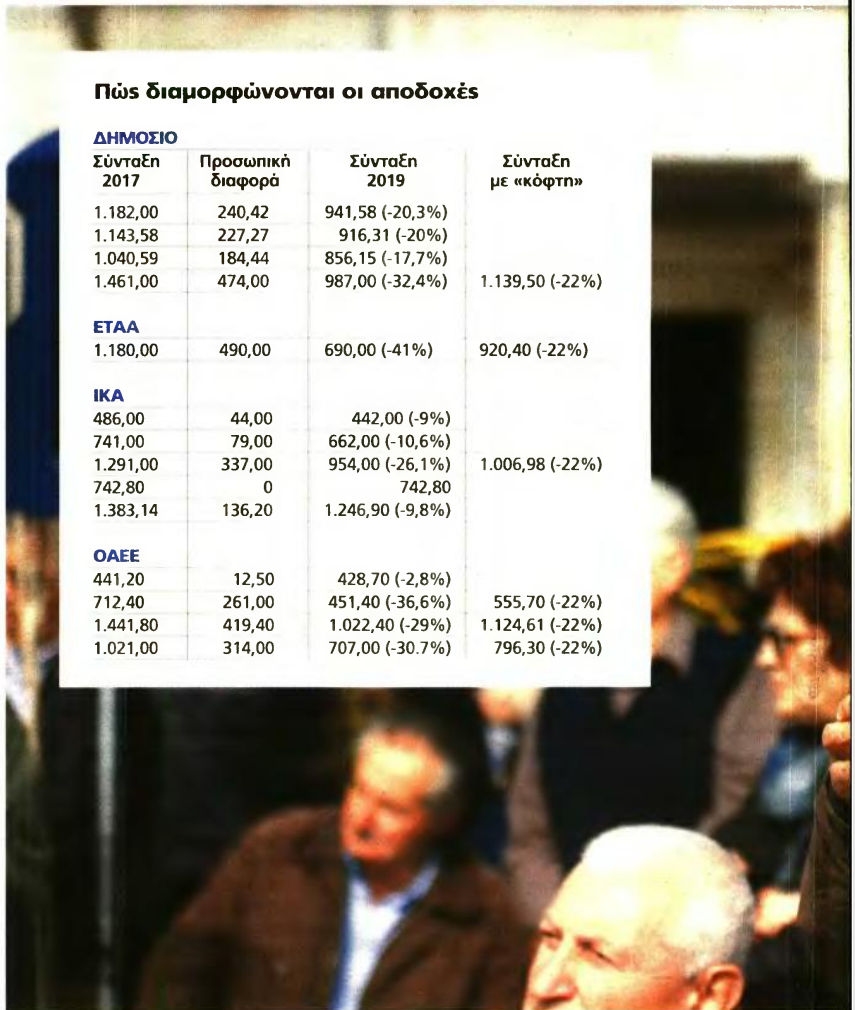 Πώς διαμορφώνονται οι αποδοχές
ΔΗΜΟΣΙΟ
Σύνταξη 2017 Προσωπική διαφορά Σύνταξη 2019 Σύνταξη με «κόφτη»
1.182,00 240,42 941,58 (-20,3%)
1.143,58 227,27 916,31 (-20%)
1.040,59 184,44 856,15 (-17,7%)
1.461,00 474,00 987,00 (-32,4%) 1.139,50 (-22%)
ΕΤΑΑ
1.180,00 490,00 690,00 (-41%) 920,40 (-22%)
ΙΚΑ
486,00 44,00 442,00 (-9%)
741,00 79,00 662,00 (-10,6%)
1.291,00 337,00 954,00 (-26,1%) 1.006,98 (-22%)
742,80 0 742,80
1.383,14 136,20 1.246,90 (-9,8%)
ΟΑΕΕ
441,20 12,50 428,70 (-2,8%)
712,40 261,00 451,40 (-36,6%) 555,70 (-22%)
1.441,80 419,40 1.022,40 (-29%) 1.124,61 (-22%)
1.021,00 314,00 707,00 (-30.7%) 796,30 (-22%)